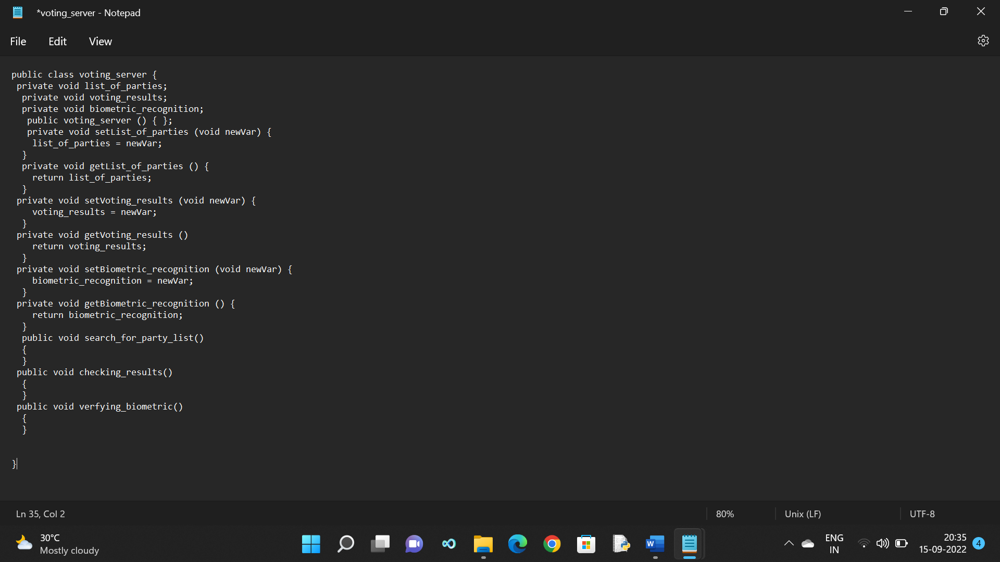 *voting_server - Notepad
File Edit View
public class voting_server {
 private void list_of_parties;
  private void voting_results;
  private void biometric_recognition;
   public voting_server () { };
   private void setList_of_parties (void newVar) {
    list_of_parties = newVar;
  }
  private void getList_of_parties () {
    return list_of_parties;
  }
 private void setVoting_results (void newVar) {
    voting_results = newVar;
  }
 private void getVoting_results ()
    return voting_results;
  }
 private void setBiometric_recognition (void newVar) {
    biometric_recognition = newVar;
  }
 private void getBiometric_recognition () {
    return biometric_recognition;
  }
  public void search_for_party_list()
  {
  }
 public void checking_results()
  {
  }
 public void verfying_biometric()
  {
  }
}
Ln 35, Col 2 80% Unix (LF) UTF-8
30°C
Mostly cloudy
W
ENG
IN
20:35
15-09-2022
4